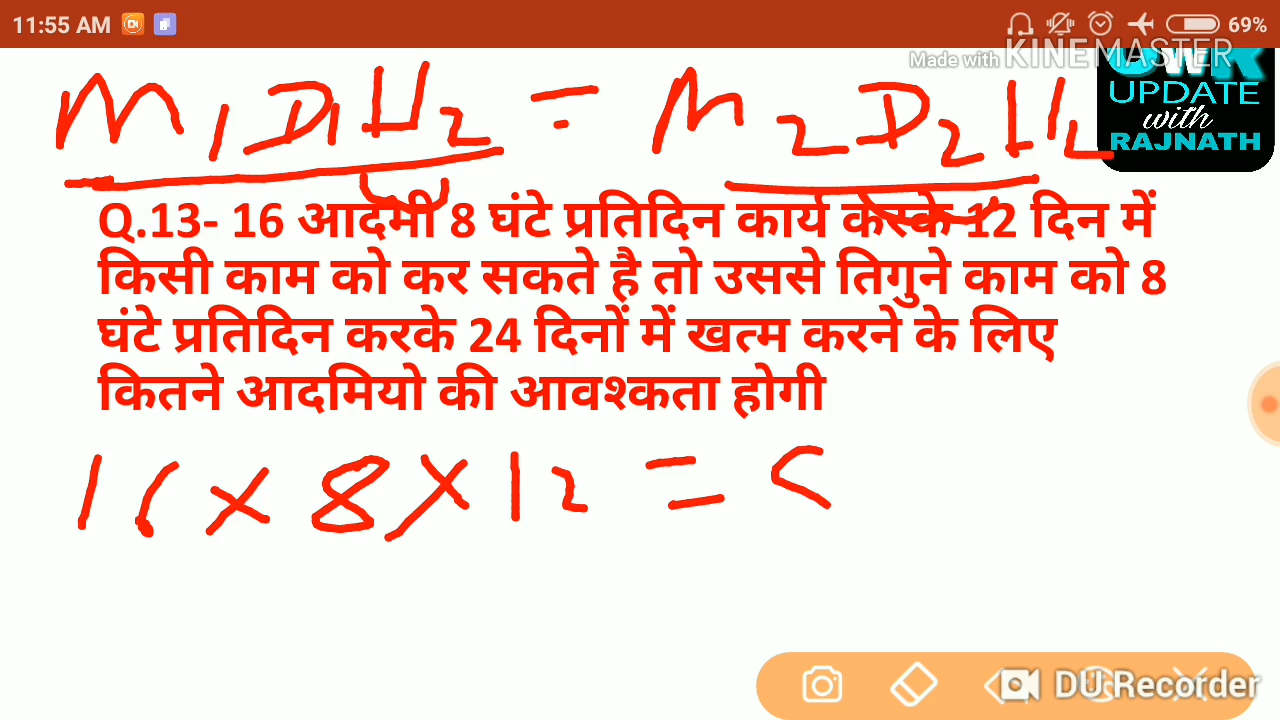 11:55 AM
69%
Made with KINEMASTER
UPDATE
with
RAJNATH
M1D1H2 = M2D2H2
Q.13- 16 आदमी 8 घंटे प्रतिदिन कार्य करके 12 दिन में
किसी काम को कर सकते है तो उससे तिगुने काम को 8
घंटे प्रतिदिन करके 24 दिनों में खत्म करने के लिए
कितने आदमियो की आवश्कता होगी
16 × 8 × 12 =
DU Recorder